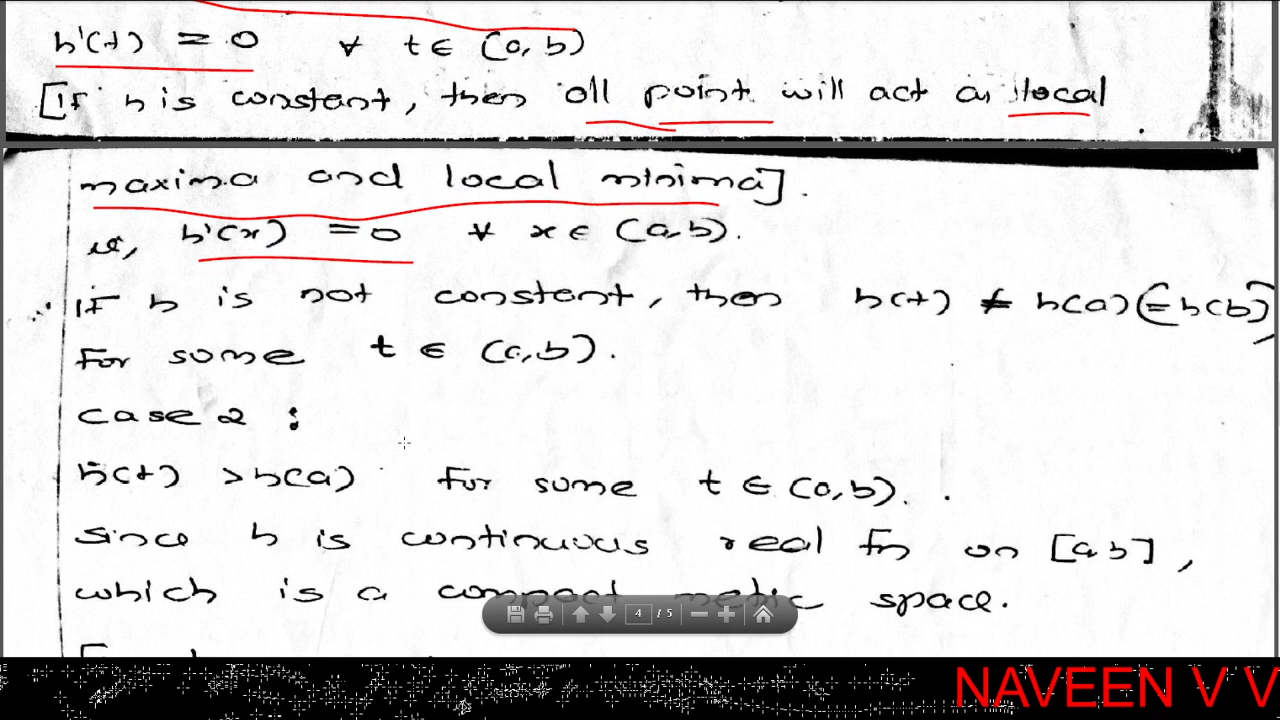 h'(t) = 0 ∀ t ∈ (a, b)
[If h is constant, then all point will act as local
maxima and local minima].
ie, h'(x) = 0 ∀ x ∈ (a,b).
If h is not constant, then h(t) ≠ h(a) (= h(b))
For some t ∈ (a,b).
case 2 :
h(t) > h(a) For some t ∈ (a,b).
since h is continuous real fn on [a b],
which is a compact metric space.
4 / 5
NAVEEN V V